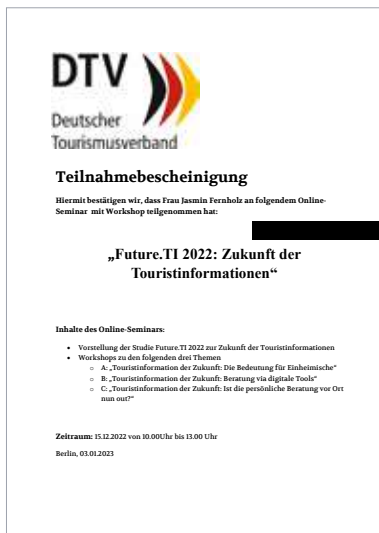 DTV
Deutscher
Tourismusverband
Teilnahmebescheinigung
Hiermit bestätigen wir, dass Frau Jasmin Fernholz an folgendem Online-
Seminar mit Workshop teilgenommen hat:
„Future.TI 2022: Zukunft der
Touristinformationen“
Inhalte des Online-Seminars:
• Vorstellung der Studie Future.TI 2022 zur Zukunft der Touristinformationen
• Workshops zu den folgenden drei Themen
○ A: „Touristinformation der Zukunft: Die Bedeutung für Einheimische“
○ B: „Touristinformation der Zukunft: Beratung via digitale Tools“
○ C: „Touristinformation der Zukunft: Ist die persönliche Beratung vor Ort
nun out?“
Zeitraum: 15.12.2022 von 10.00Uhr bis 13.00 Uhr
Berlin, 03.01.2023